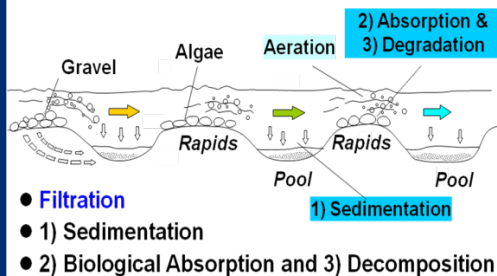 2) Absorption &
3) Degradation
Algae
Aeration
Gravel
Rapids
Rapids
Pool
Pool
1) Sedimentation
● Filtration
● 1) Sedimentation
● 2) Biological Absorption and 3) Decomposition